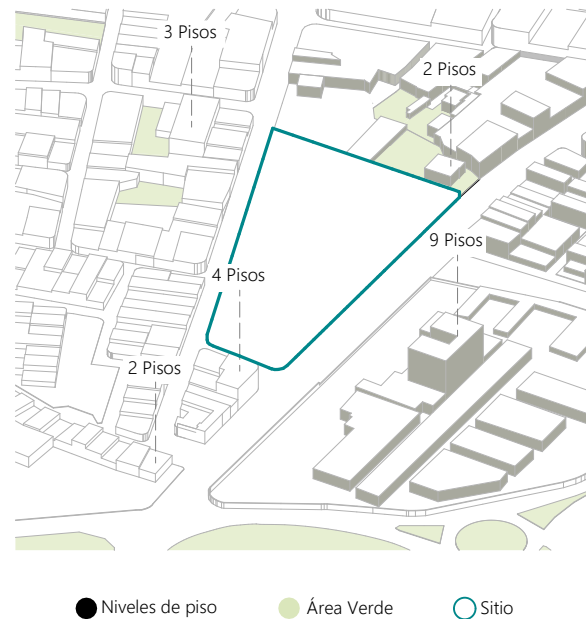 3 Pisos
2 Pisos
9 Pisos
4 Pisos
2 Pisos
Niveles de piso
Área Verde
Sitio